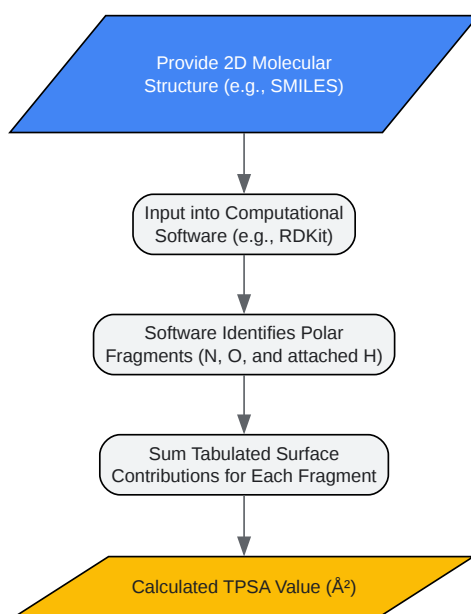 Provide 2D Molecular
Structure (e.g., SMILES)
Input into Computational
Software (e.g., RDKit)
Software Identifies Polar
Fragments (N, O, and attached H)
Sum Tabulated Surface
Contributions for Each Fragment
Calculated TPSA Value (Å²)